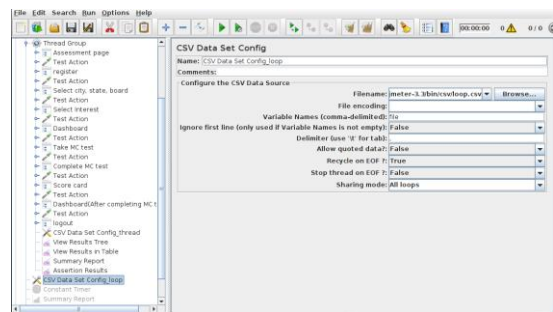 File Edit Search Run Options Help
00:00:00 0 0 / 0
Thread Group
Assessment page
Test Action
register
Test Action
Select city, state, board
Test Action
Select Interest
Test Action
Dashboard
Test Action
Take MC test
Test Action
Complete MC test
Test Action
Score card
Test Action
Dashboard(After completing MC t
Test Action
logout
CSV Data Set Config_thread
View Results Tree
View Results in Table
Summary Report
Assertion Results
CSV Data Set Config_loop
Constant Timer
Summary Report
CSV Data Set Config
Name: CSV Data Set Config_loop
Comments:
Configure the CSV Data Source
Filename: meter-3.3/bin/csv/loop.csv Browse...
File encoding:
Variable Names (comma-delimited):
Ignore first line (only used if Variable Names is not empty): False
Delimiter (use '\t' for tab):
Allow quoted data?: False
Recycle on EOF ?: True
Stop thread on EOF ?: False
Sharing mode: All loops